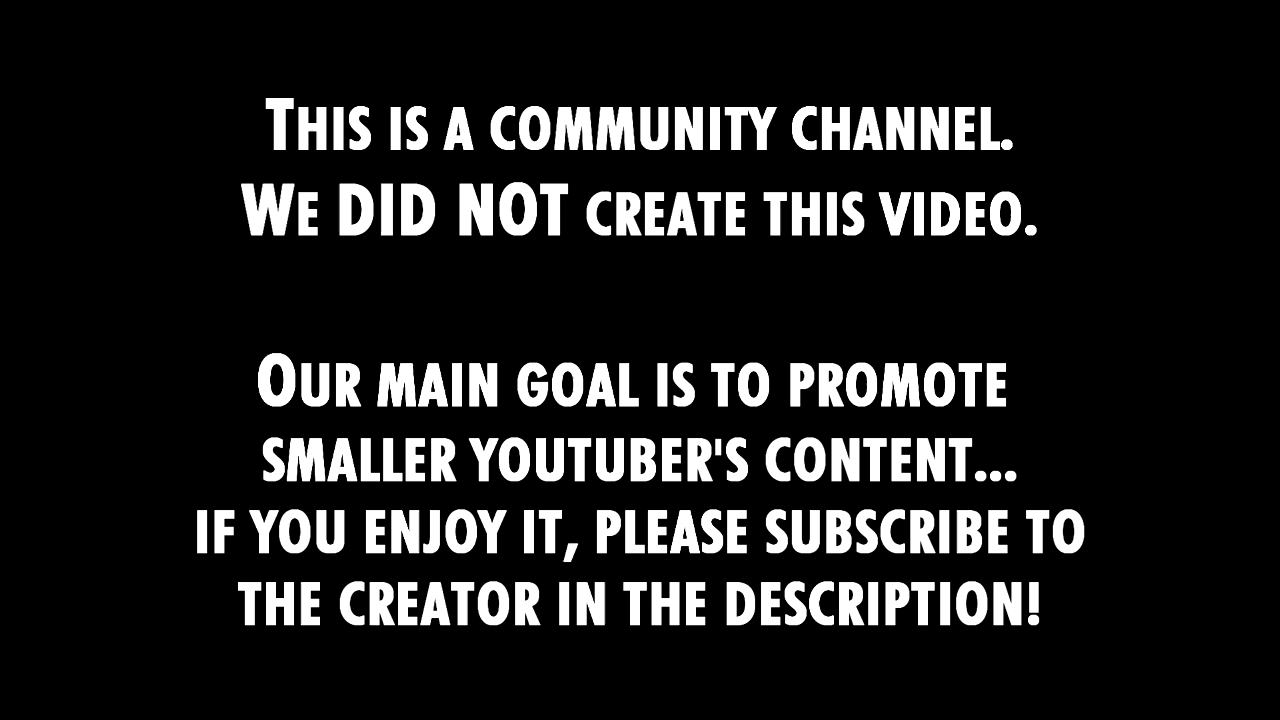 This is a community channel.
We DID NOT create this video.
Our main goal is to promote
smaller youtuber's content...
if you enjoy it, please subscribe to
the creator in the description!